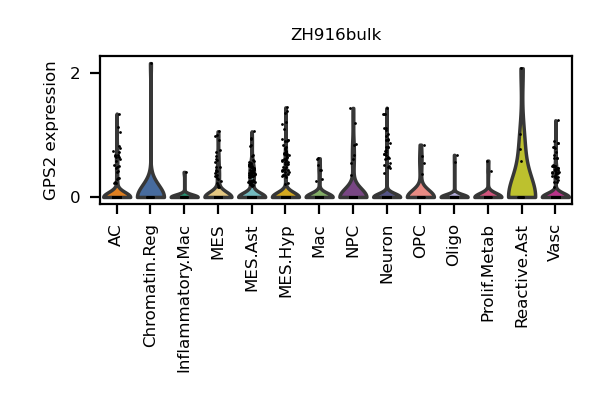 ZH916bulk
GPS2 expression
2
0
AC
Chromatin.Reg
Inflammatory.Mac
MES
MES.Ast
MES.Hyp
Mac
NPC
Neuron
OPC
Oligo
Prolif.Metab
Reactive.Ast
Vasc